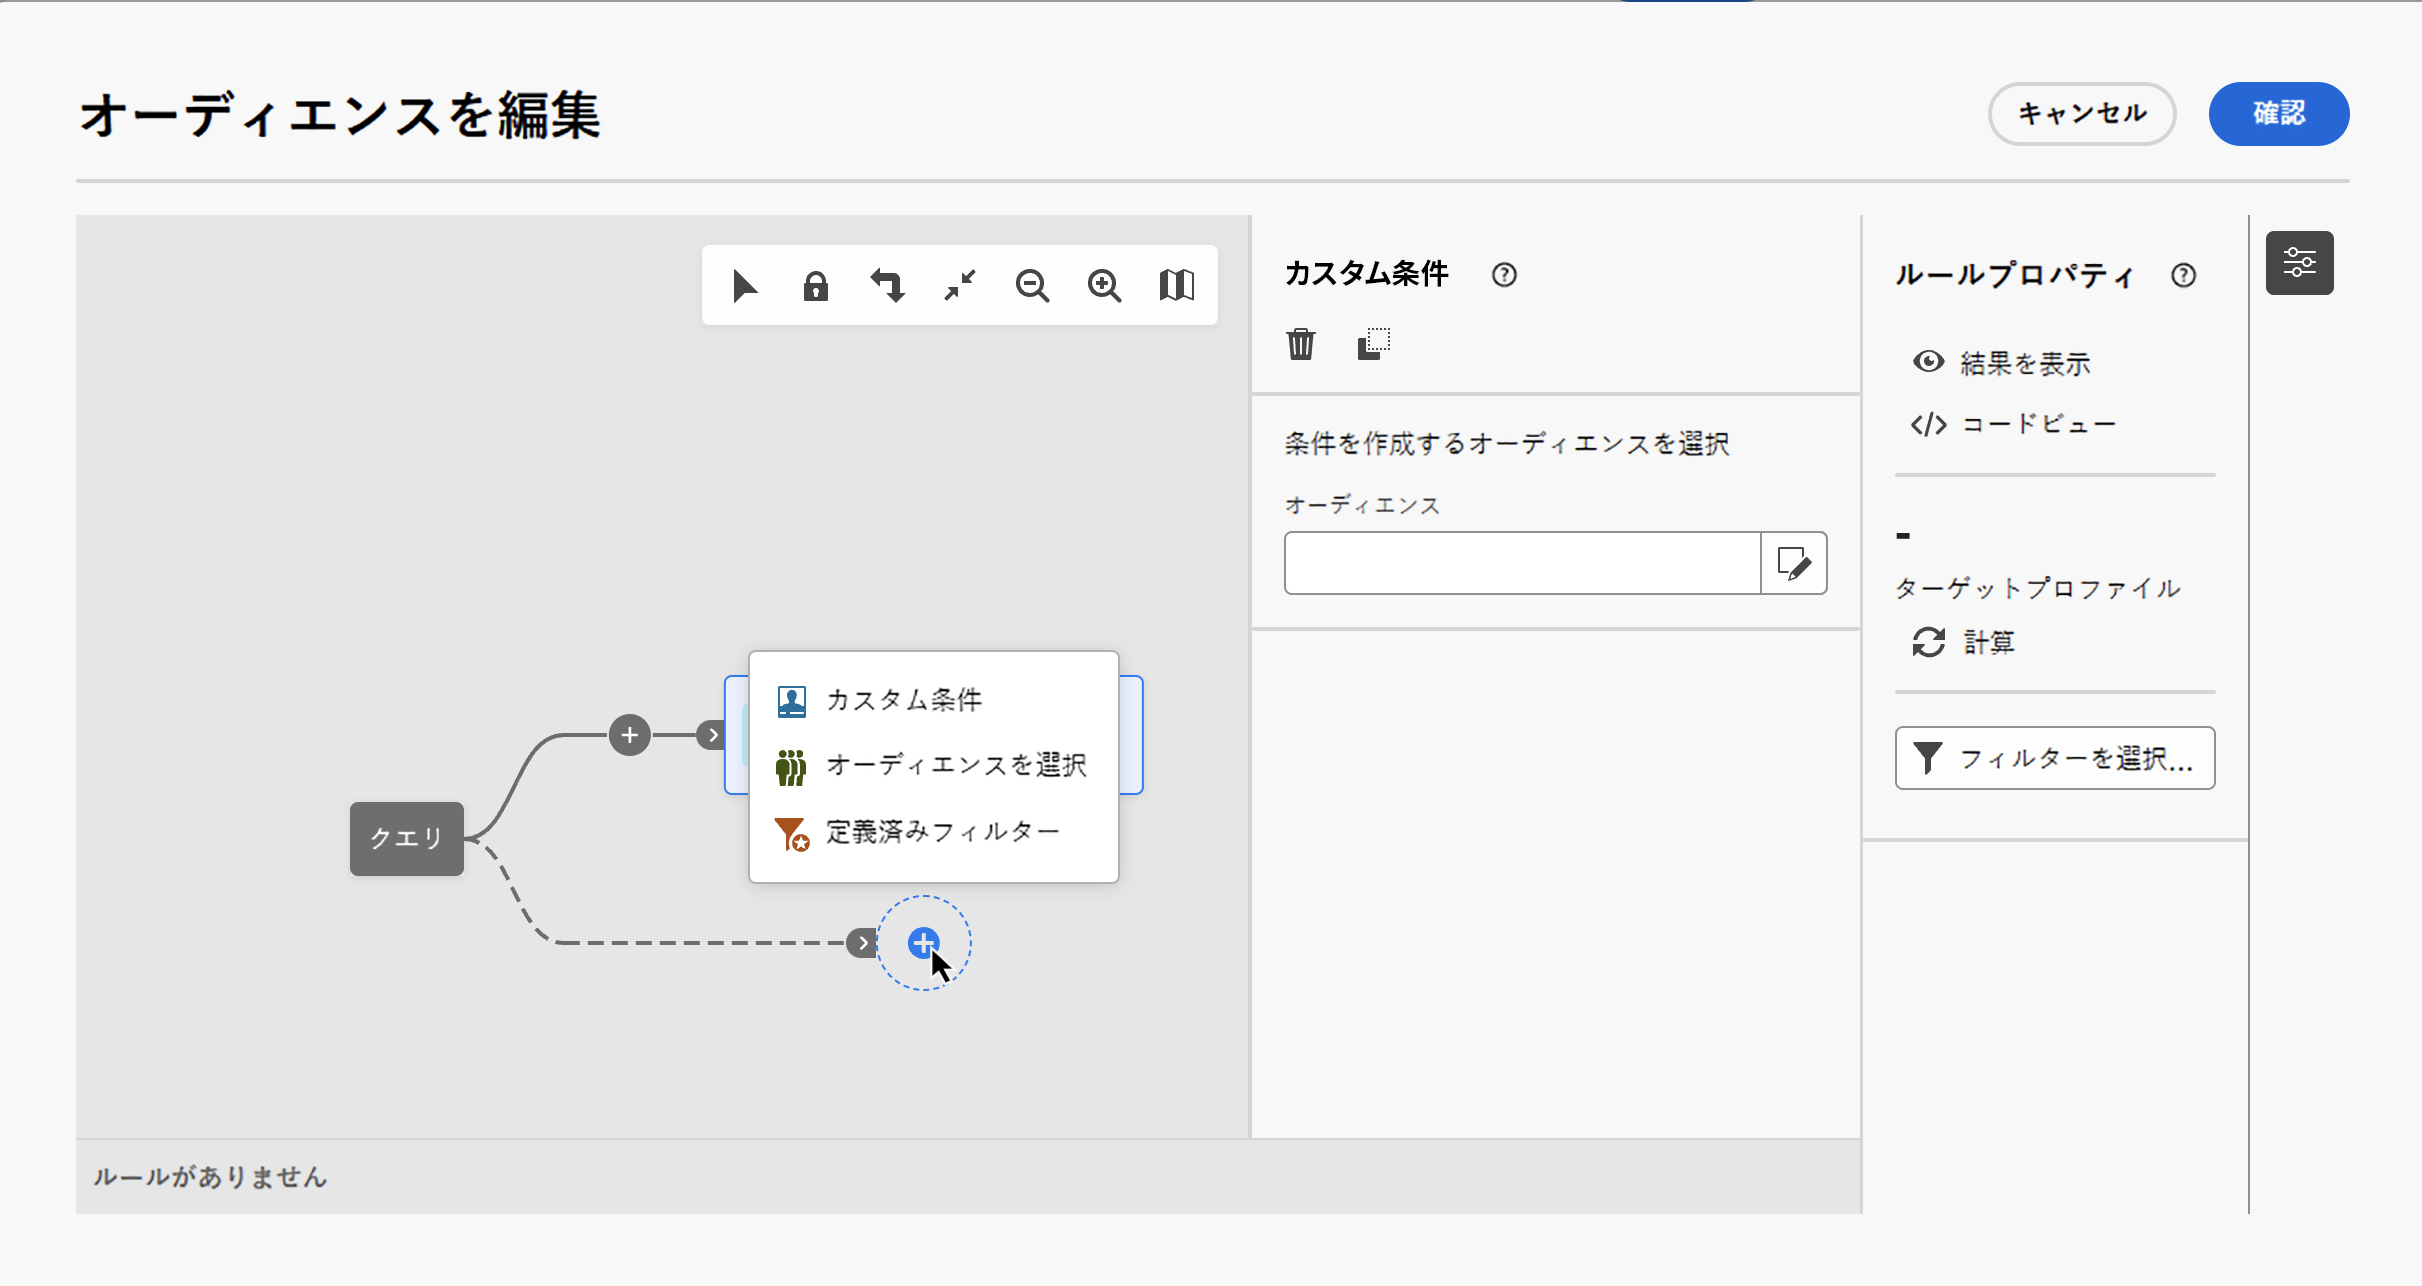 オーディエンスを編集
キャンセル
確認
カスタム条件
条件を作成するオーディエンスを選択
オーディエンス
ルールプロパティ
結果を表示
コードビュー
-
ターゲットプロファイル
計算
フィルターを選択...
クエリ
カスタム条件
オーディエンスを選択
定義済みフィルター
ルールがありません